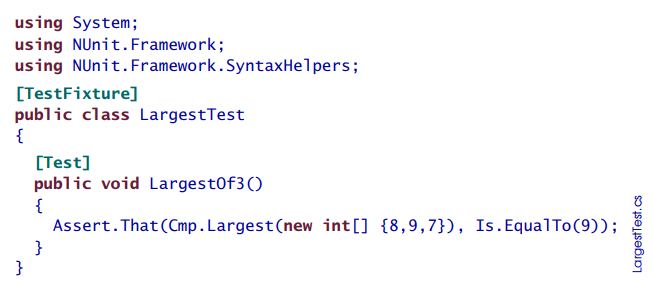 using System;
using NUnit.Framework;
using NUnit.Framework.SyntaxHelpers;
[TestFixture]
public class LargestTest
{
[Test]
public void LargestOf3()
{
Assert.That(Cmp.Largest(new int[] {8,9,7}), Is.EqualTo(9));
}
}
LargestTest.cs